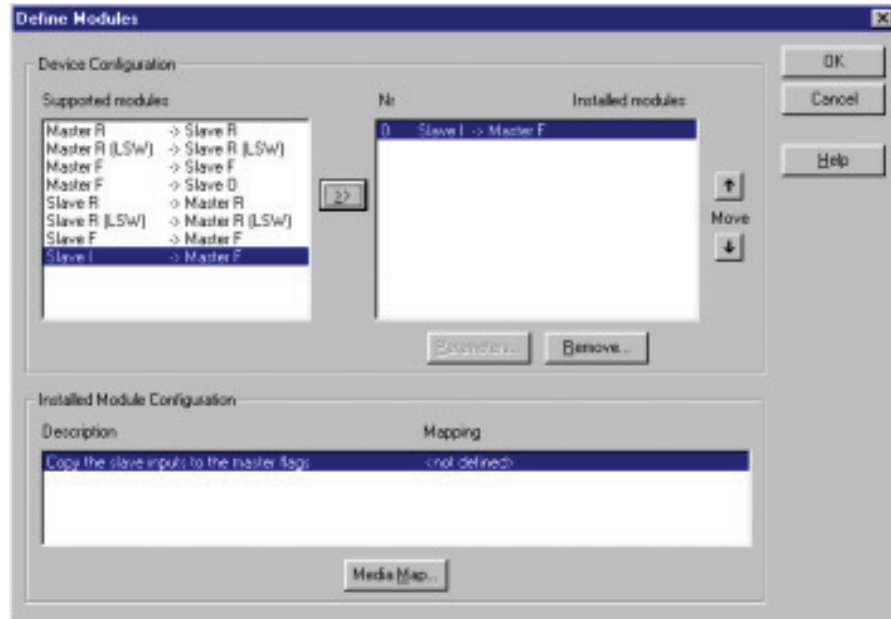 Define Modules
Device Configuration
OK
Cancel
Help
Supported modules
Nr Installed modules
Master R -> Slave R
Master R (LSW) -> Slave R (LSW)
Master F -> Slave F
Master F -> Slave O
Slave R -> Master R
Slave R (LSW) -> Master R (LSW)
Slave F -> Master F
Slave I -> Master F
>>
0 Slave I -> Master F
Move
Parameters...
Remove...
Installed Module Configuration
Description Mapping
Copy the slave inputs to the master flags <not defined>
Media Map...